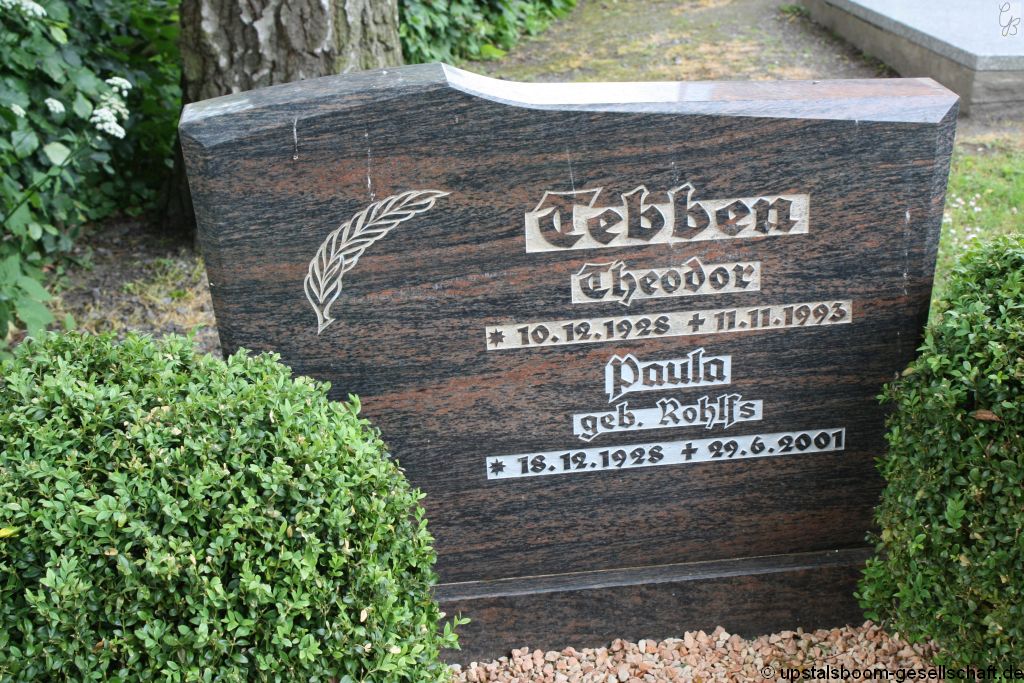 Tebben
Theodor
* 10.12.1928 ✝ 11.11.1993
Paula
geb. Rohlfs
* 18.12.1928 ✝ 29.6.2001
© upstalsboom-gesellschaft.de